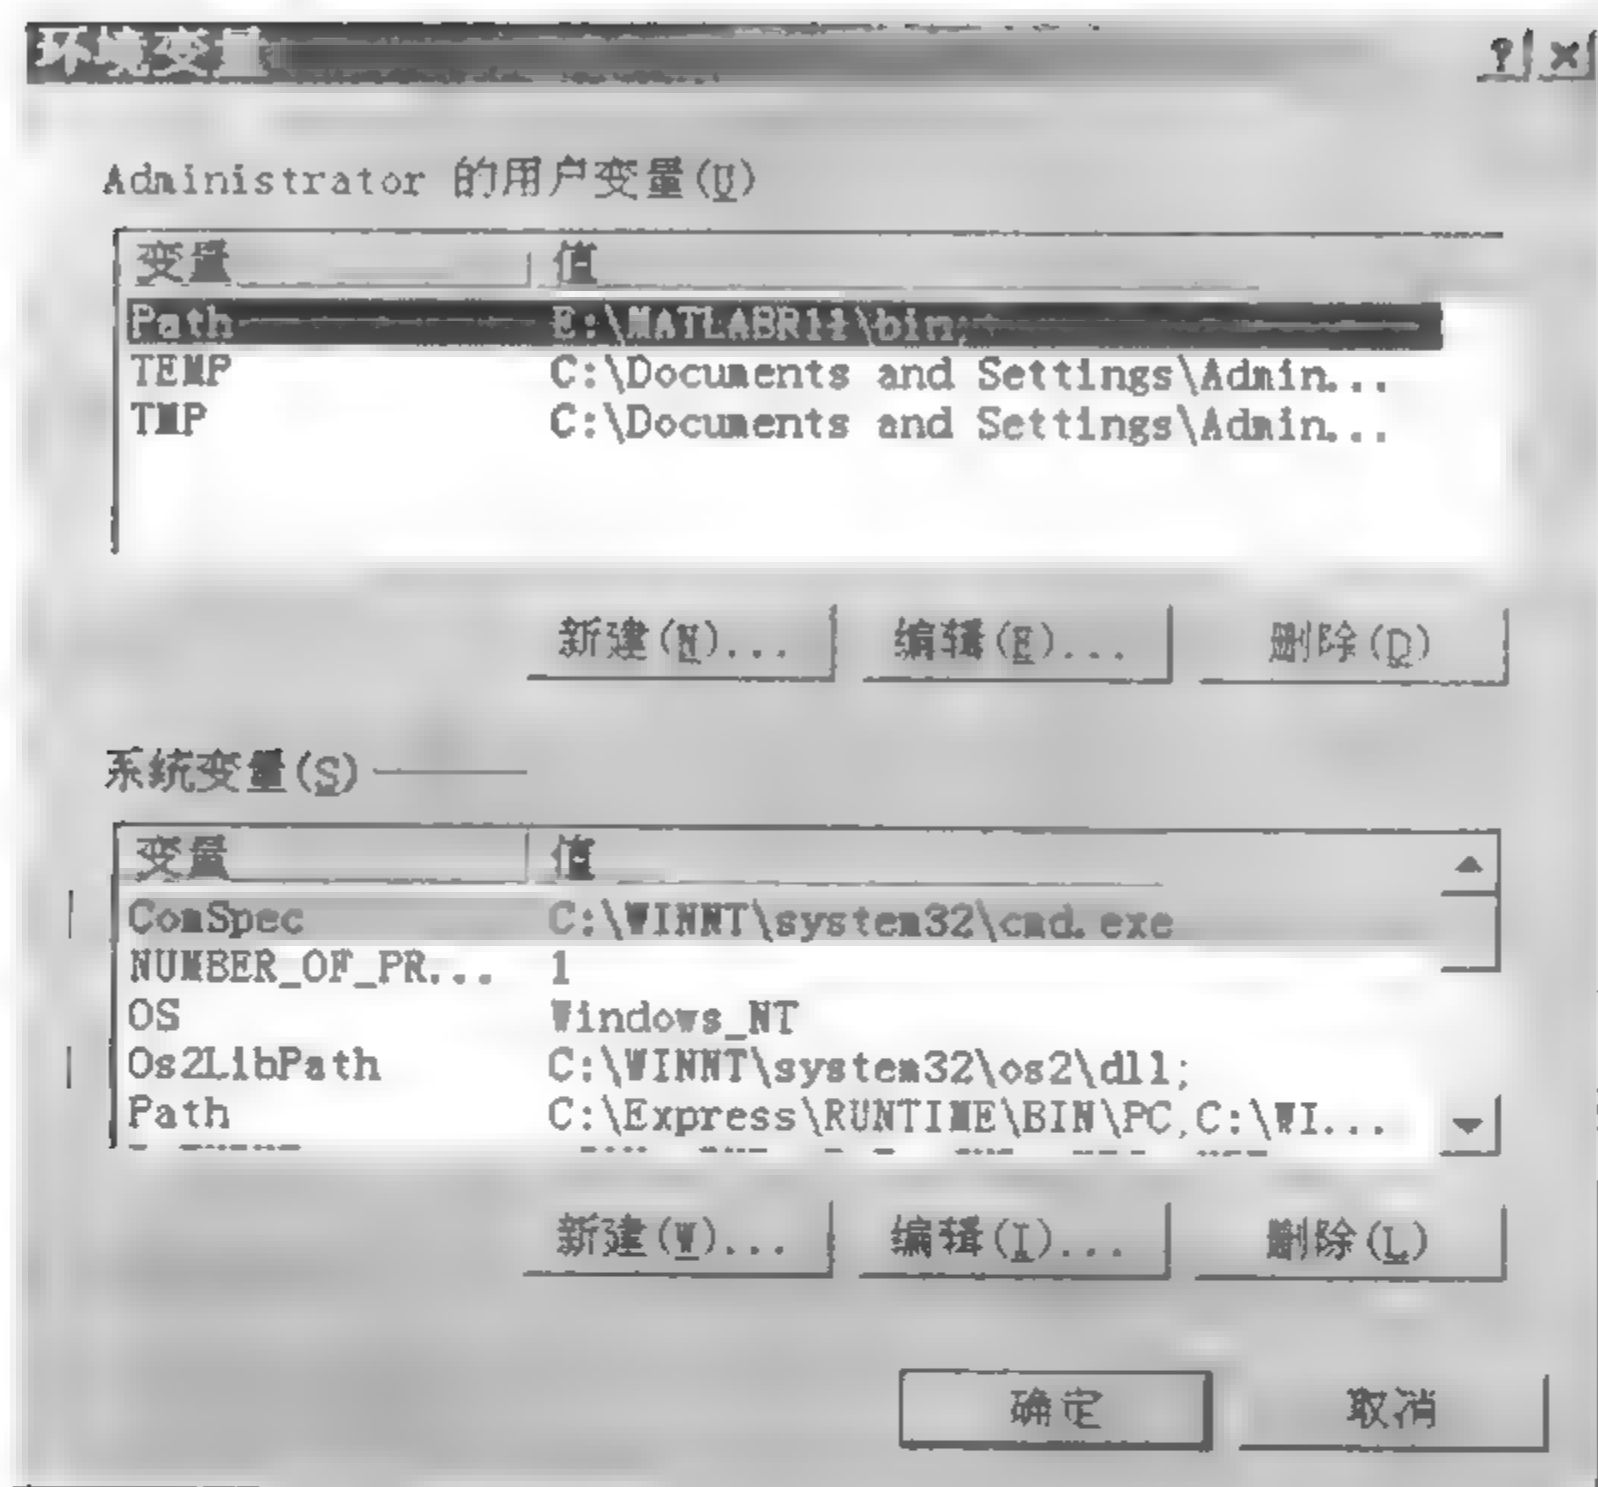 环境变量
Administrator 的用户变量(U)
变量 值
Path E:\MATLABR11\bin;
TEMP C:\Documents and Settings\Admin...
TMP C:\Documents and Settings\Admin...
新建(N)... 编辑(E)... 删除(D)
系统变量(S)
变量 值
ComSpec C:\WINNT\system32\cmd.exe
NUMBER_OF_PR... 1
OS Windows_NT
Os2LibPath C:\WINNT\system32\os2\dll;
Path C:\Express\RUNTIME\BIN\PC,C:\WI...
新建(W)... 编辑(I)... 删除(L)
确定 取消